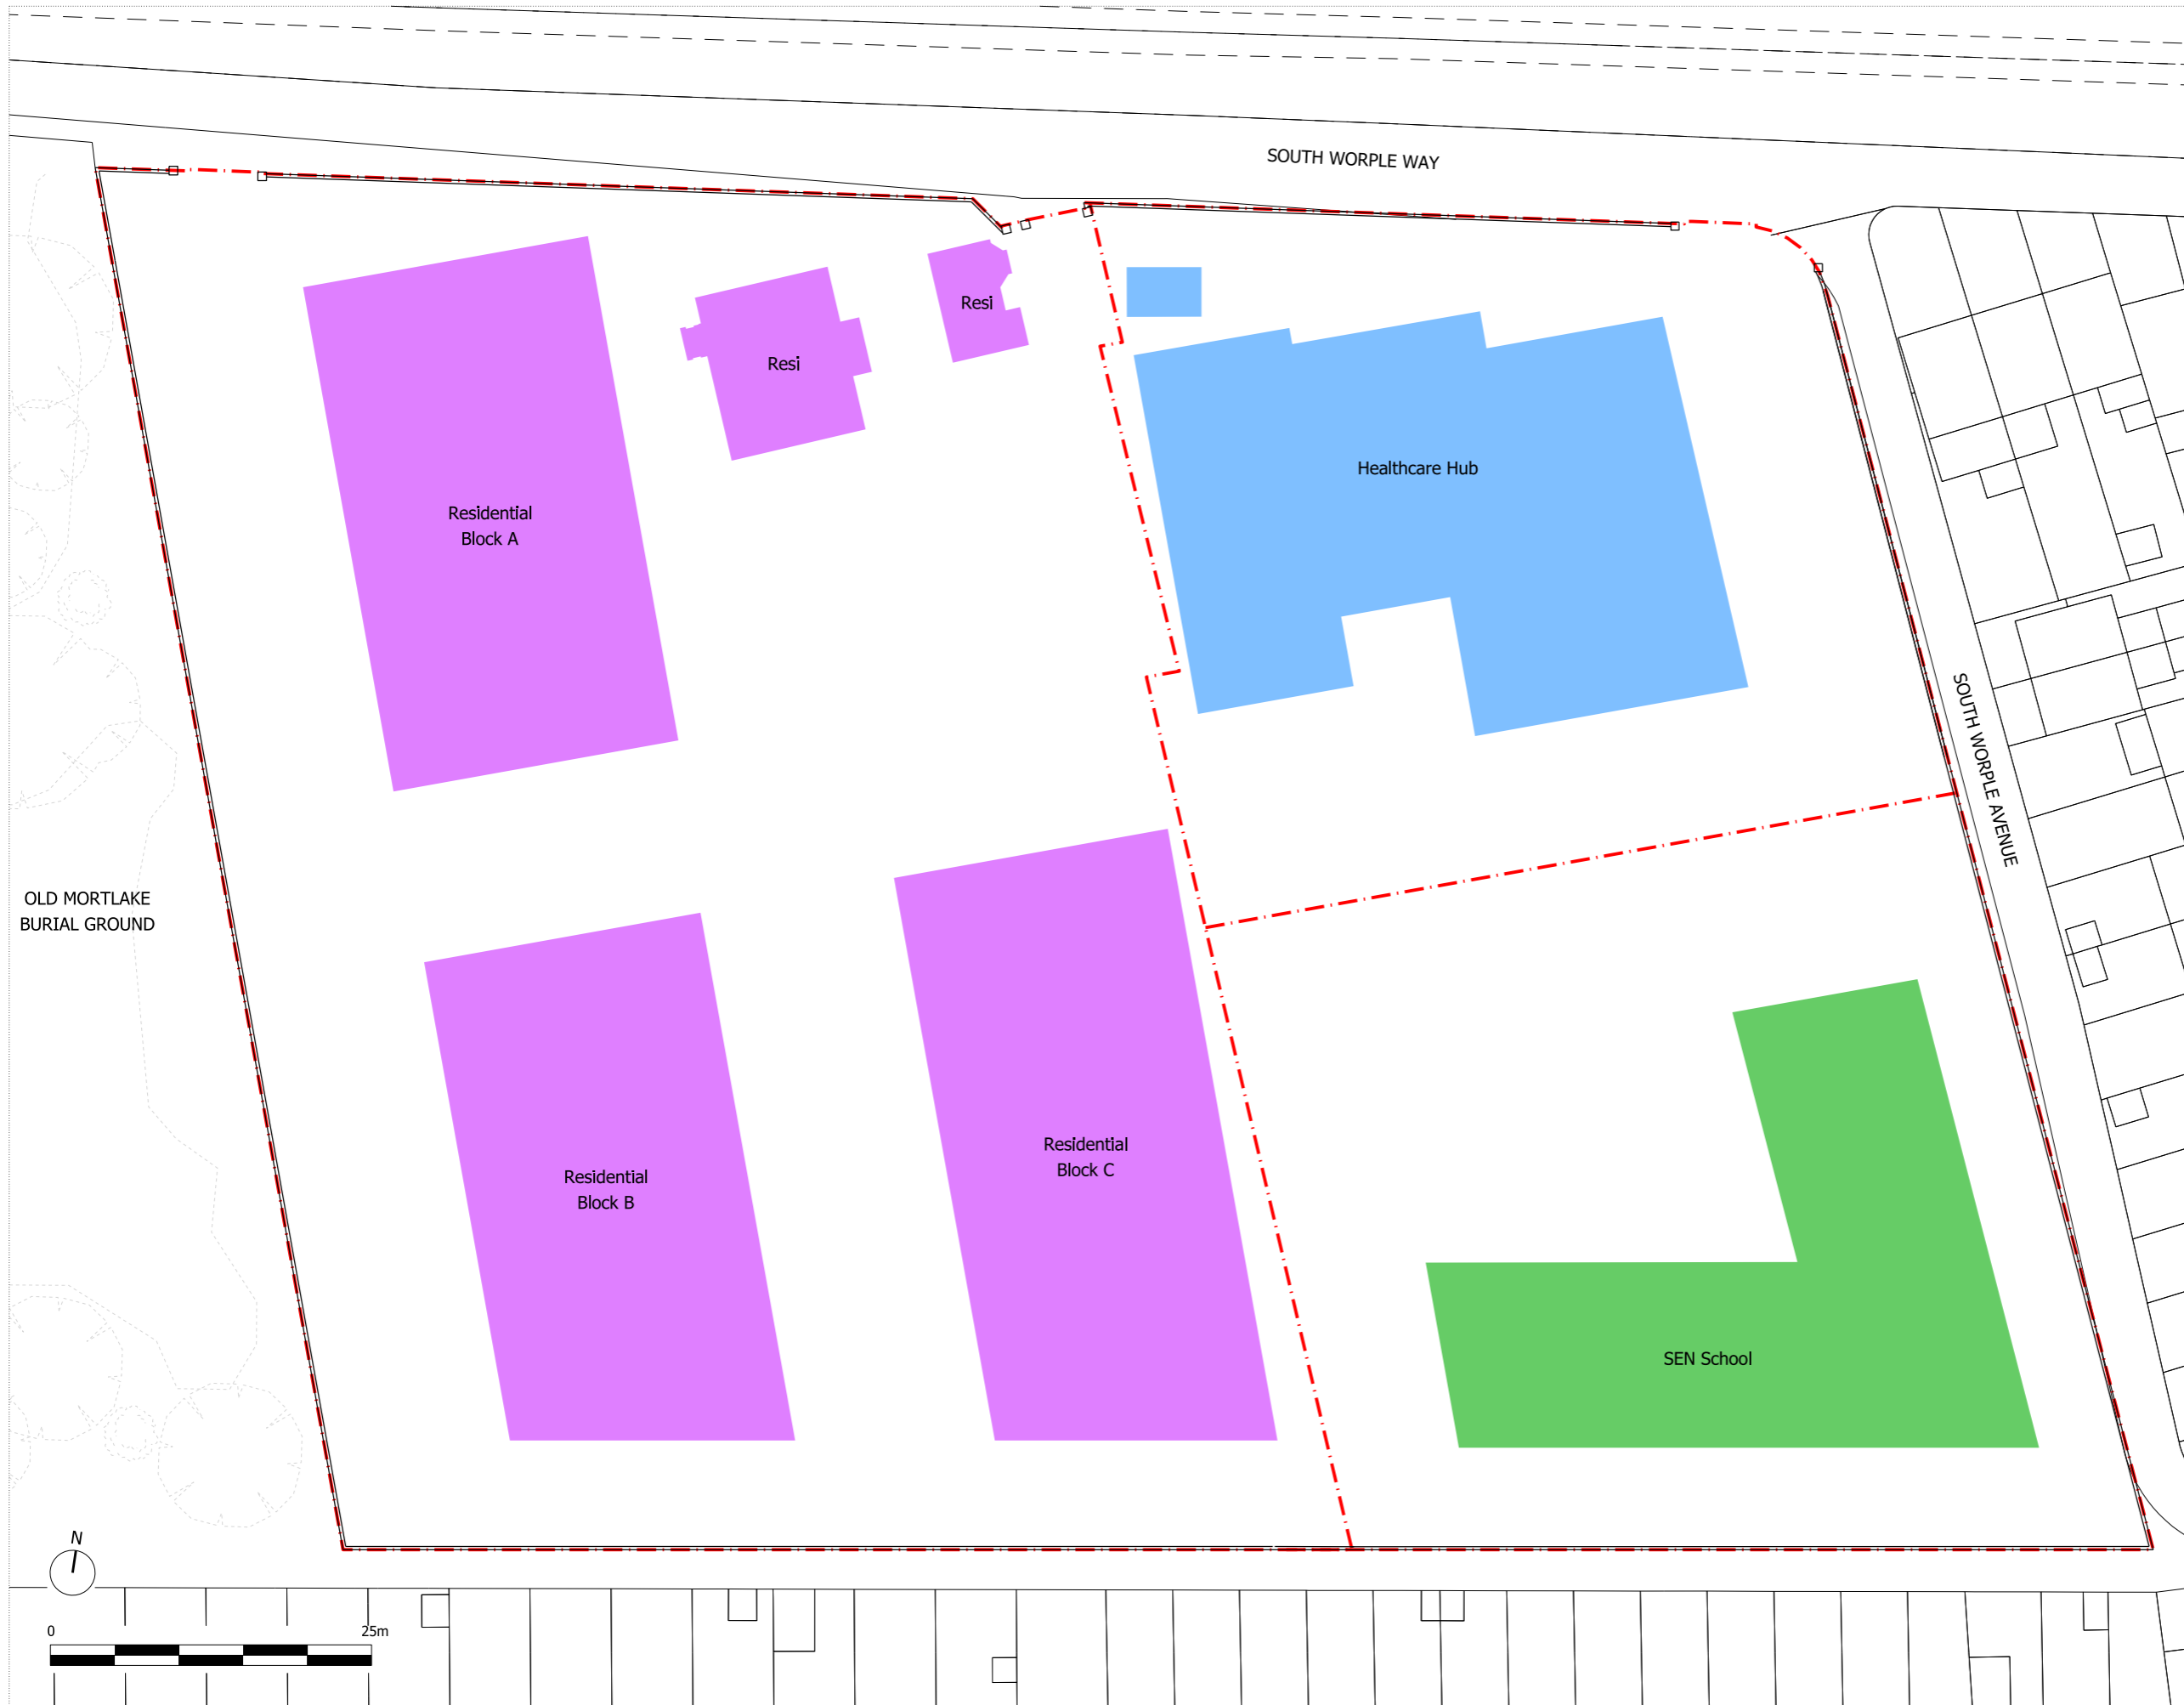 SOUTH WORPLE WAY
Resi
Resi
Healthcare Hub
Residential
Block A
SOUTH WORPLE AVENUE
OLD MORTLAKE
BURIAL GROUND
Residential
Block C
Residential
Block B
SEN School
N
0 25m